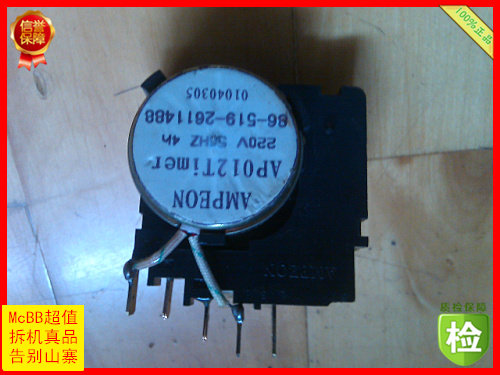 信誉
保障
100%正品
AMPEON
AP012Timer
220V 50HZ 4h
86-519-2611488
01040305
McBB超值
拆机真品
告别山寨
质检保障
检